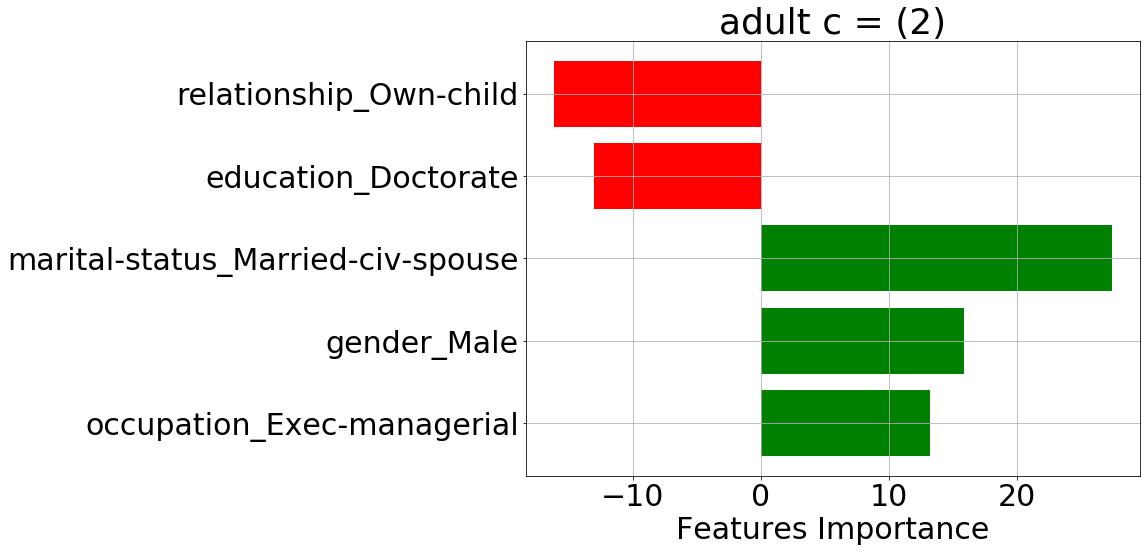 adult c = (2)
relationship_Own-child
education_Doctorate
marital-status_Married-civ-spouse
gender_Male
occupation_Exec-managerial
−10 0 10 20
Features Importance